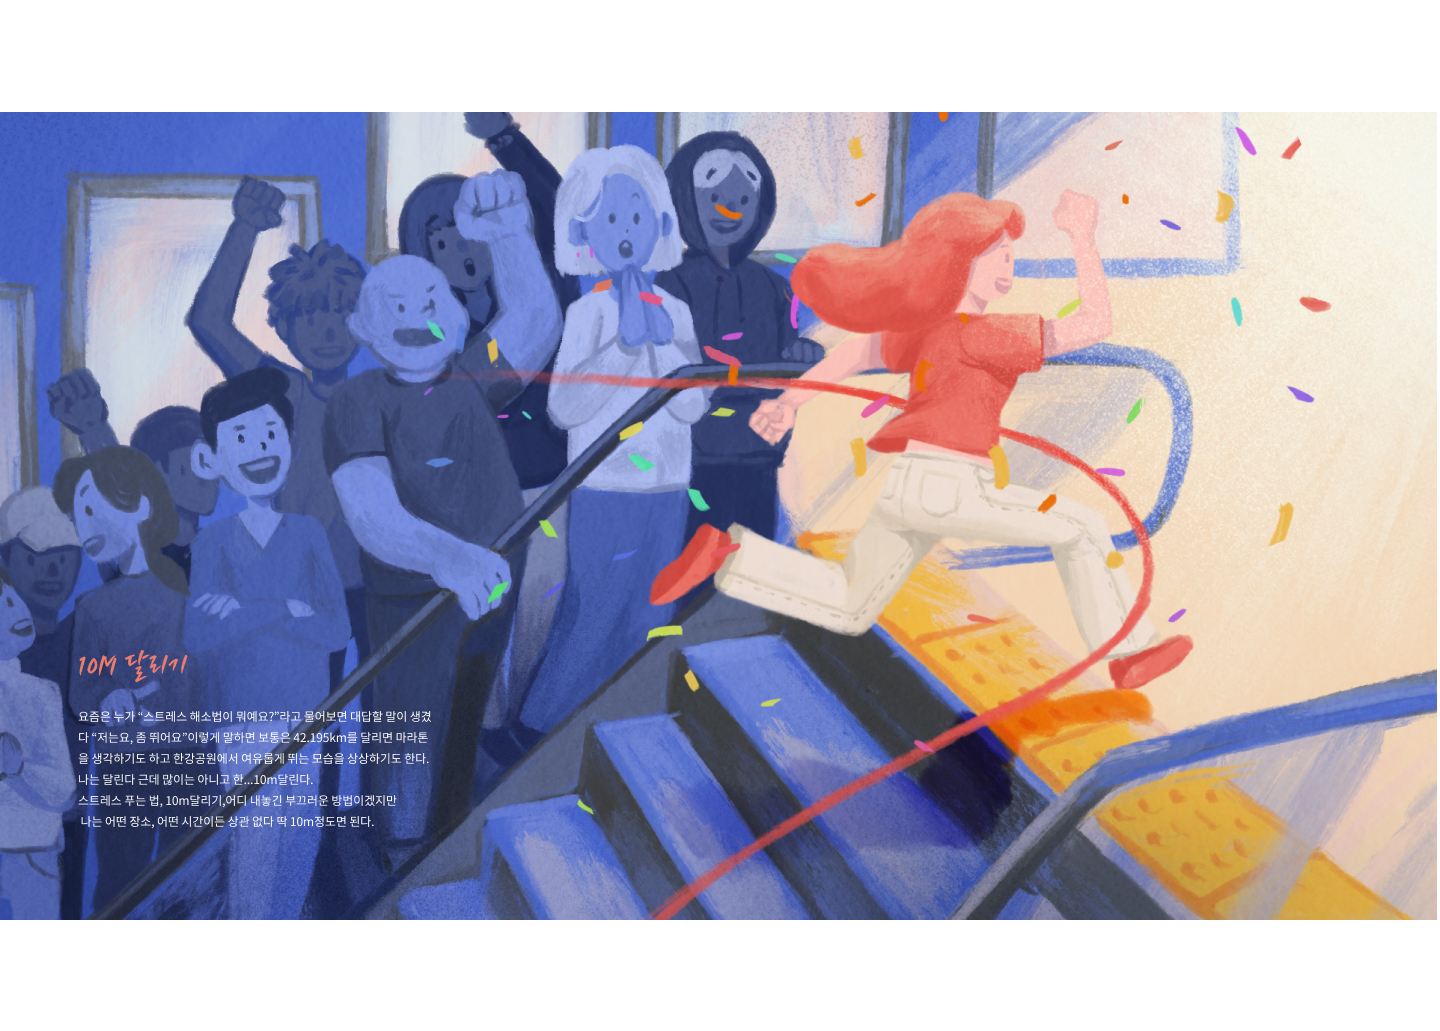 10M 달리기
요즘은 누가 “스트레스 해소법이 뭐예요?”라고 물어보면 대답할 말이 생겼
다 “저는요, 좀 뛰어요”이렇게 말하면 보통은 42.195km를 달리면 마라톤
을 생각하기도 하고 한강공원에서 여유롭게 뛰는 모습을 상상하기도 한다.
나는 달린다 근데 많이는 아니고 한...10m달린다.
스트레스 푸는 법, 10m달리기,어디 내놓긴 부끄러운 방법이겠지만
나는 어떤 장소, 어떤 시간이든 상관 없다 딱 10m정도면 된다.